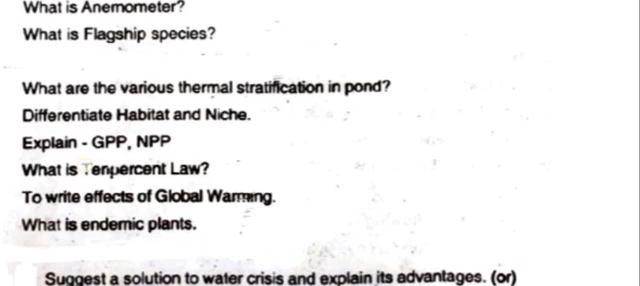 What is Anemometer?
What is Flagship species?
What are the various thermal stratification in pond?
Differentiate Habitat and Niche.
Explain - GPP, NPP
What is Tenpercent Law?
To write effects of Global Warming.
What is endemic plants.
Suggest a solution to water crisis and explain its advantages. (or)